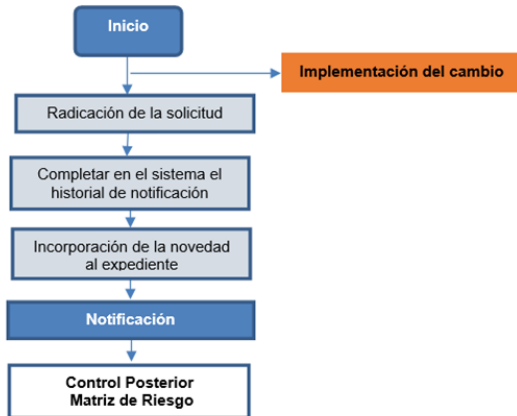 Inicio
Implementación del cambio
Radicación de la solicitud
Completar en el sistema el
historial de notificación
Incorporación de la novedad
al expediente
Notificación
Control Posterior
Matriz de Riesgo